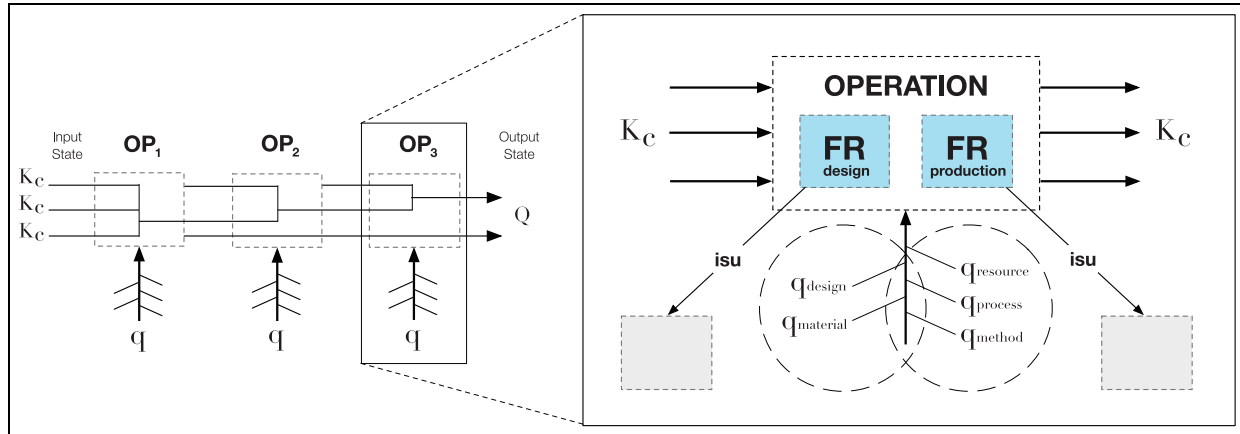 Input
State
OP1
OP2
OP3
Output
State
Kc
Kc
Kc
Q
q
q
q
OPERATION
Kc
Kc
FR
design
FR
production
isu
isu
qdesign
qmaterial
qresource
qprocess
qmethod